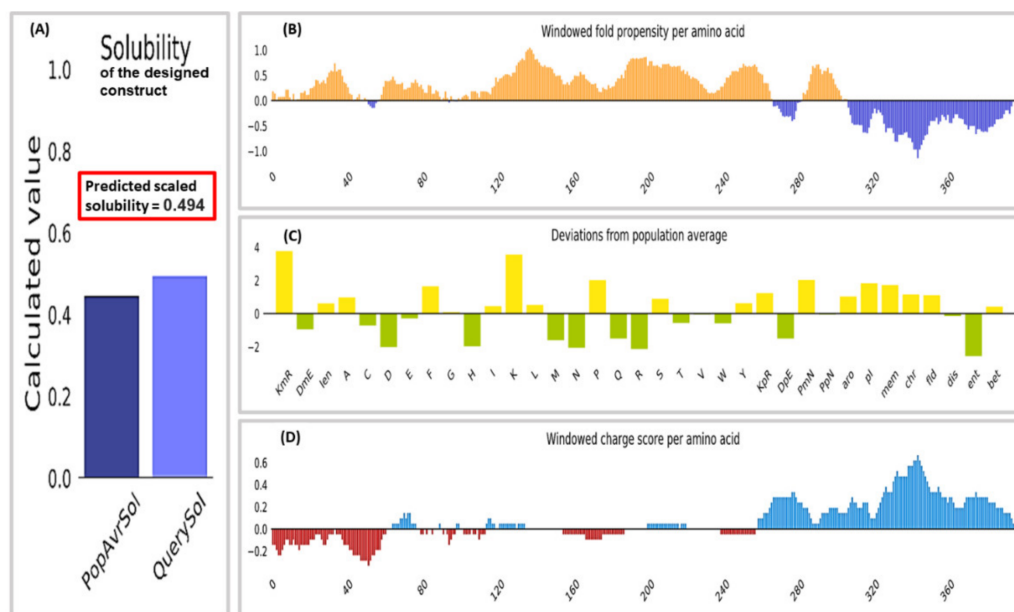 (A)
Solubility
of the designed
construct
Calculated value
1.0
0.8
Predicted scaled
solubility = 0.494
0.6
0.4
0.2
0.0
PopAvrSol
QuerySol
(B)
Windowed fold propensity per amino acid
1.0
0.5
0.0
−0.5
−1.0
0 40 80 120 160 200 240 280 320 360
(C)
Deviations from population average
4
2
0
−2
KmR DmE len A C D E F G H I K L M N P Q R S T V W Y KpR DpE PmN PpN aro pI mem chr fld dis ent bet
(D)
Windowed charge score per amino acid
0.6
0.4
0.2
0.0
−0.2
0 40 80 120 160 200 240 280 320 360